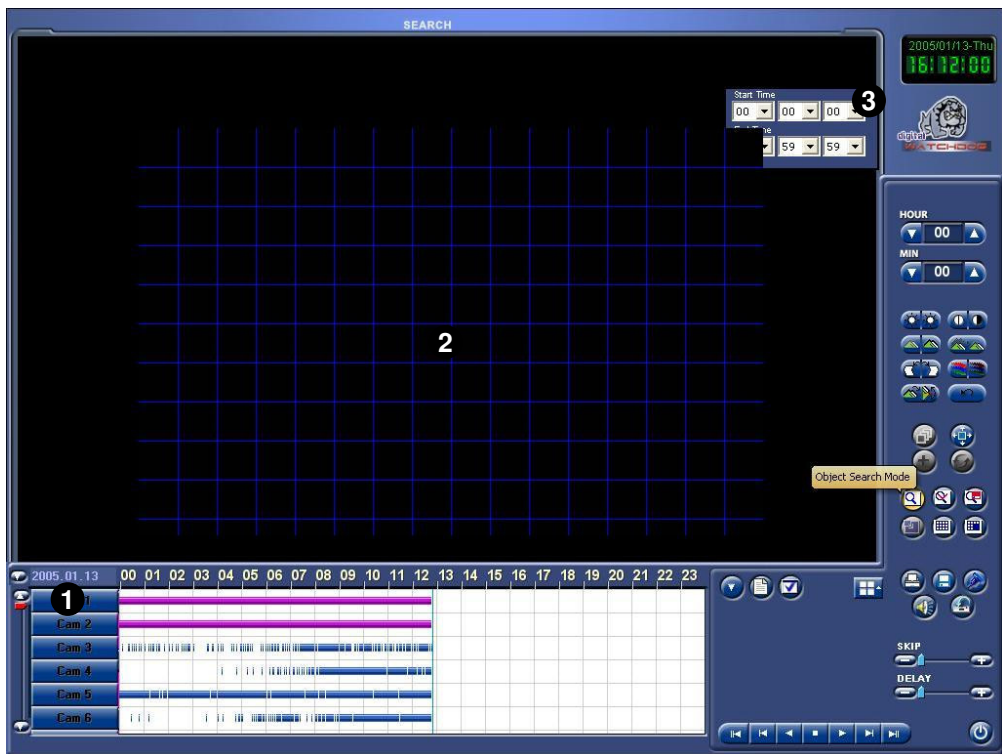 SEARCH
2005/01/13-Thu
16:12:00
digital
WATCHDOG
Start Time
00 00 00
3
59 59
HOUR
00
MIN
00
2
Object Search Mode
2005.01.13 00 01 02 03 04 05 06 07 08 09 10 11 12 13 14 15 16 17 18 19 20 21 22 23
1
Cam 2
Cam 3
Cam 4
Cam 5
Cam 6
SKIP
DELAY